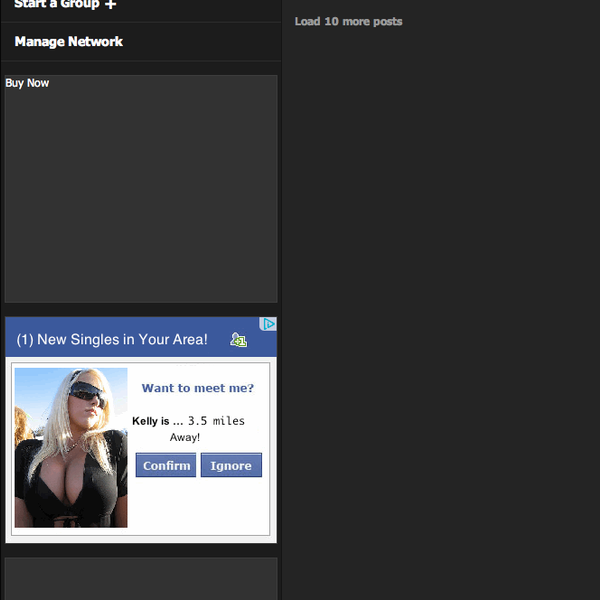 Start a Group +
Manage Network
Buy Now
Load 10 more posts
(1) New Singles in Your Area!
+1
Want to meet me?
Kelly is ... 3.5 miles
Away!
Confirm Ignore